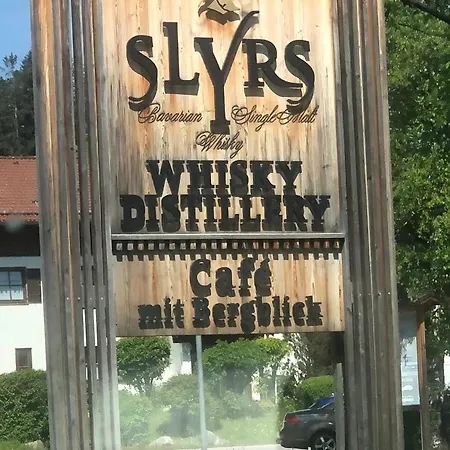 SLYRS
Bavarian Single Malt
Whisky
WHISKY
DISTILLERY
Café
mit Bergblick